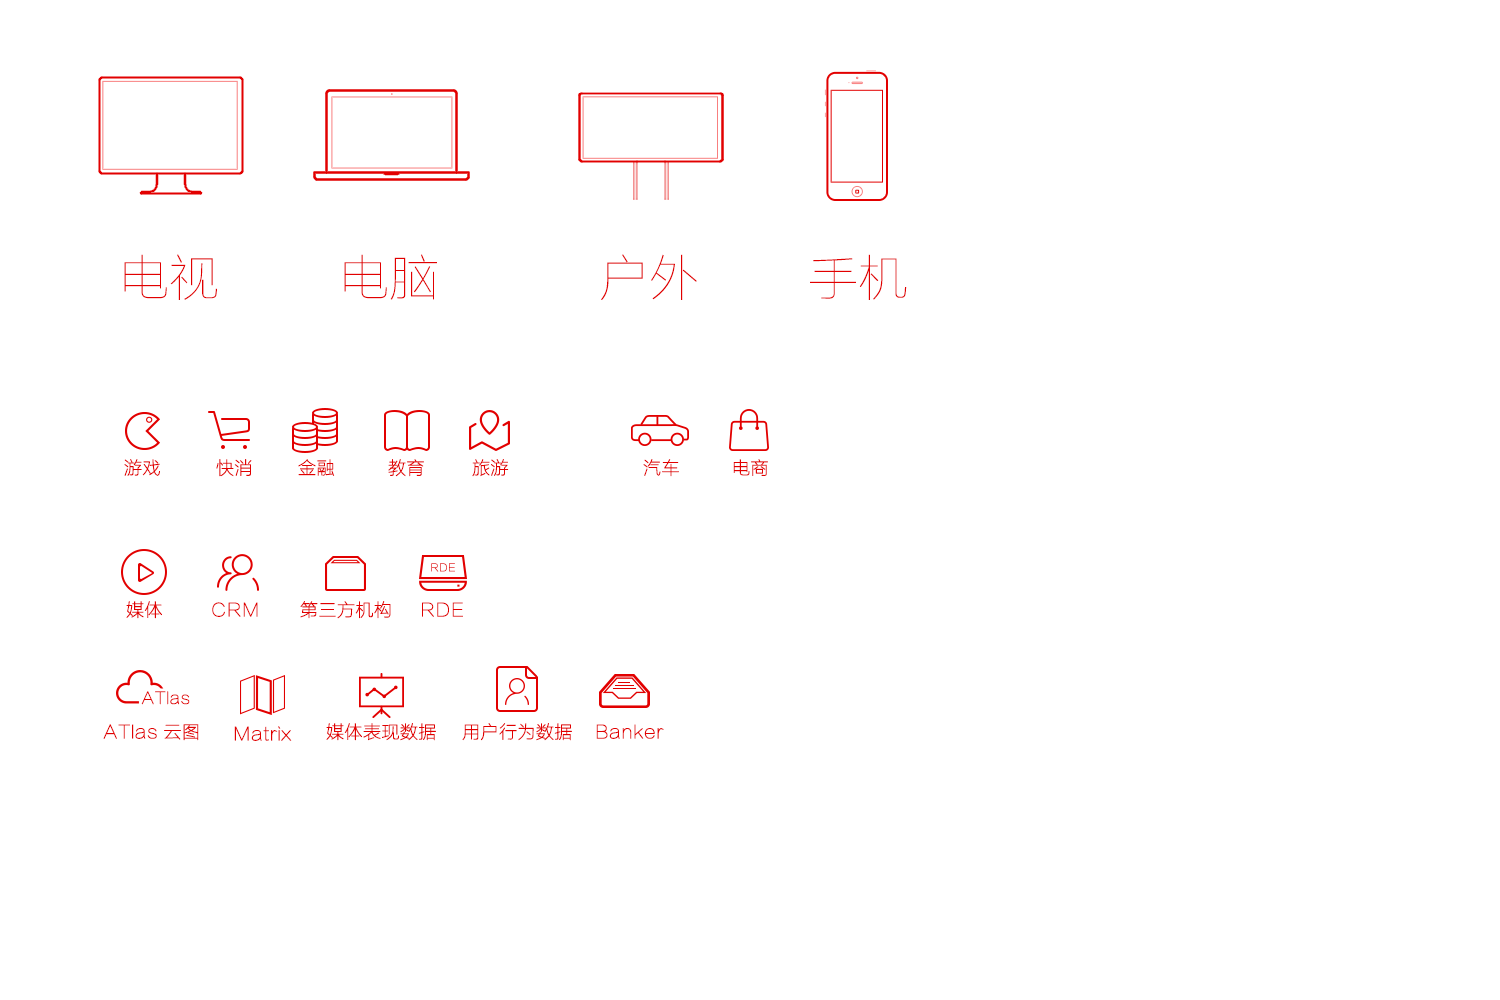 电视 电脑 户外 手机
游戏 快消 金融 教育 旅游 汽车 电商
RDE
媒体 CRM 第三方机构 RDE
ATlas
ATlas 云图 Matrix 媒体表现数据 用户行为数据 Banker